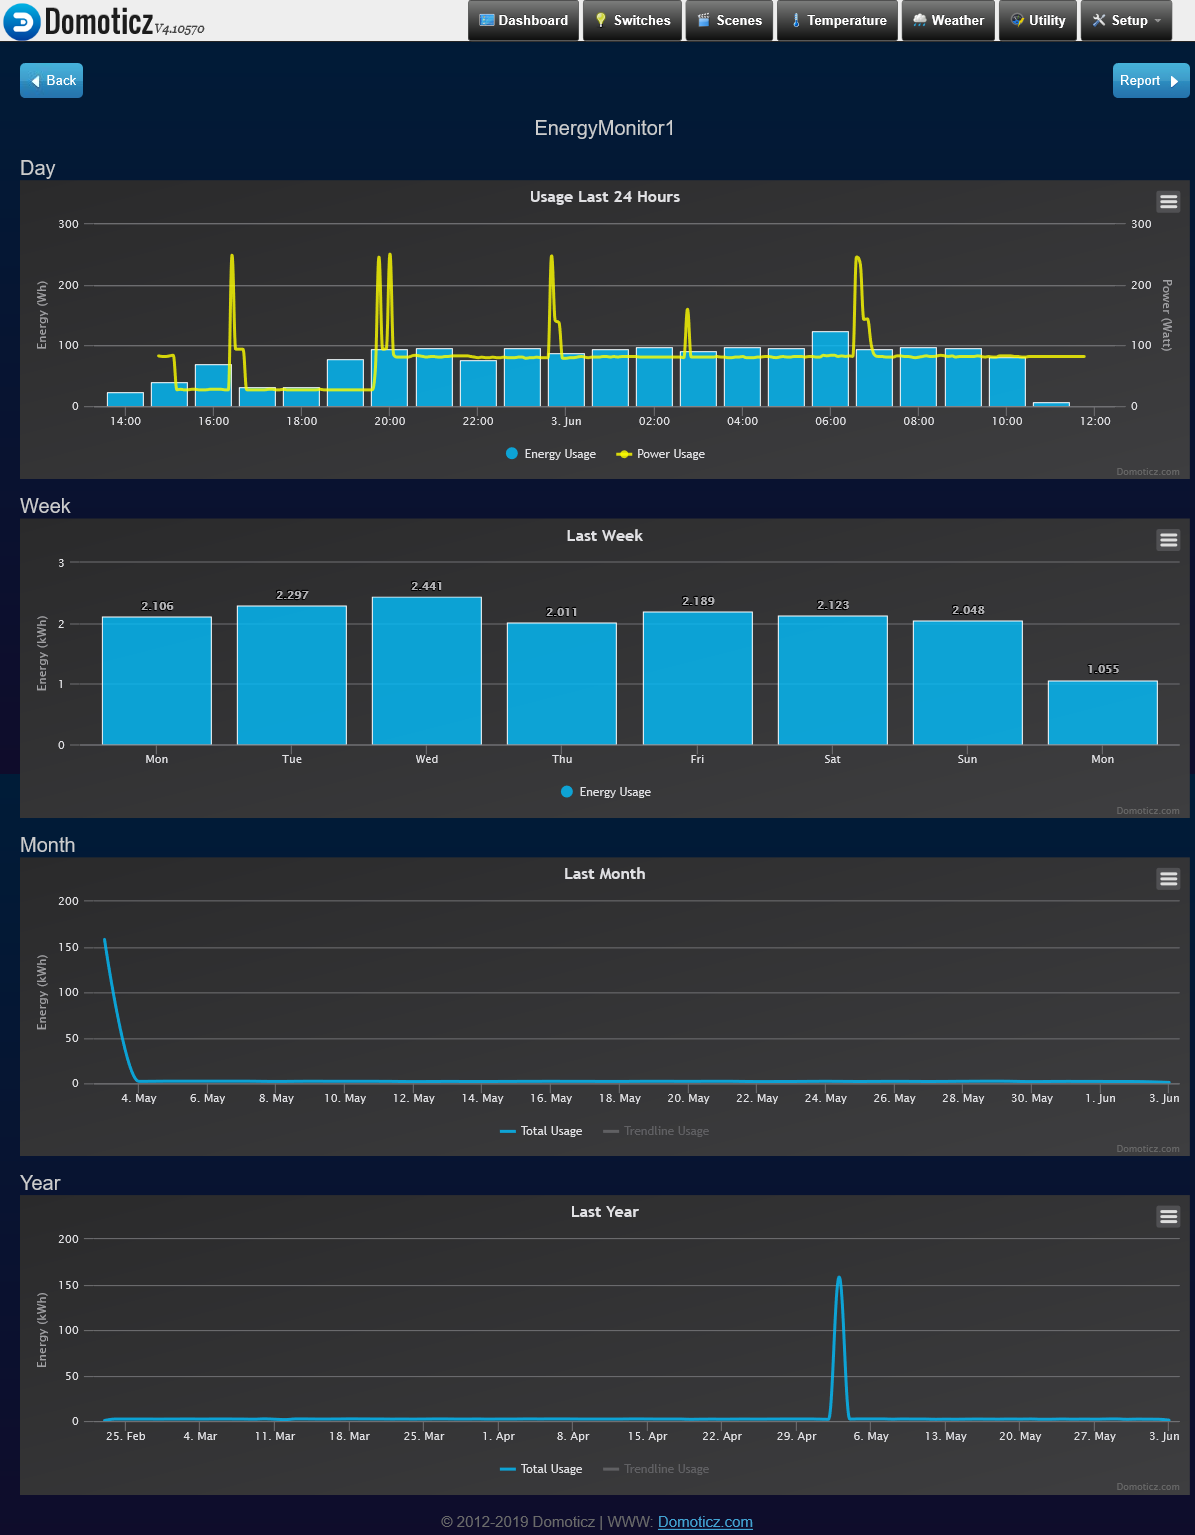 Domoticz V4.10570
Dashboard Switches Scenes Temperature Weather Utility Setup
Back Report
EnergyMonitor1
Day
Usage Last 24 Hours
Energy (Wh)
Power (Watt)
300 300
200 200
100 100
0 0
14:00 16:00 18:00 20:00 22:00 3. Jun 02:00 04:00 06:00 08:00 10:00 12:00
Energy Usage Power Usage
Domoticz.com
Week
Last Week
Energy (kWh)
3
2
1
0
2.106 2.297 2.441 2.011 2.189 2.123 2.048 1.055
Mon Tue Wed Thu Fri Sat Sun Mon
Energy Usage
Domoticz.com
Month
Last Month
Energy (kWh)
200
150
100
50
0
4. May 6. May 8. May 10. May 12. May 14. May 16. May 18. May 20. May 22. May 24. May 26. May 28. May 30. May 1. Jun 3. Jun
Total Usage Trendline Usage
Domoticz.com
Year
Last Year
Energy (kWh)
200
150
100
50
0
25. Feb 4. Mar 11. Mar 18. Mar 25. Mar 1. Apr 8. Apr 15. Apr 22. Apr 29. Apr 6. May 13. May 20. May 27. May 3. Jun
Total Usage Trendline Usage
Domoticz.com
© 2012-2019 Domoticz | WWW: Domoticz.com